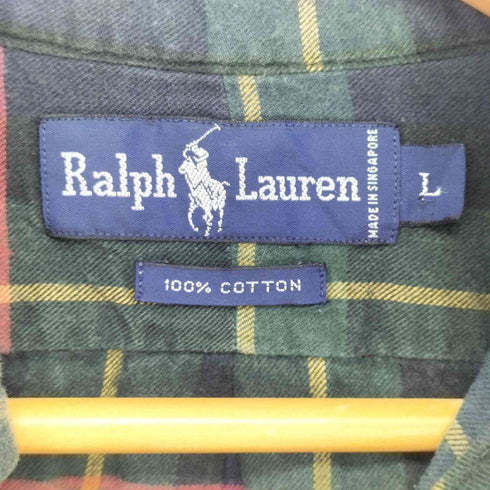 Ralph Lauren
MADE IN SINGAPORE
L
100% COTTON